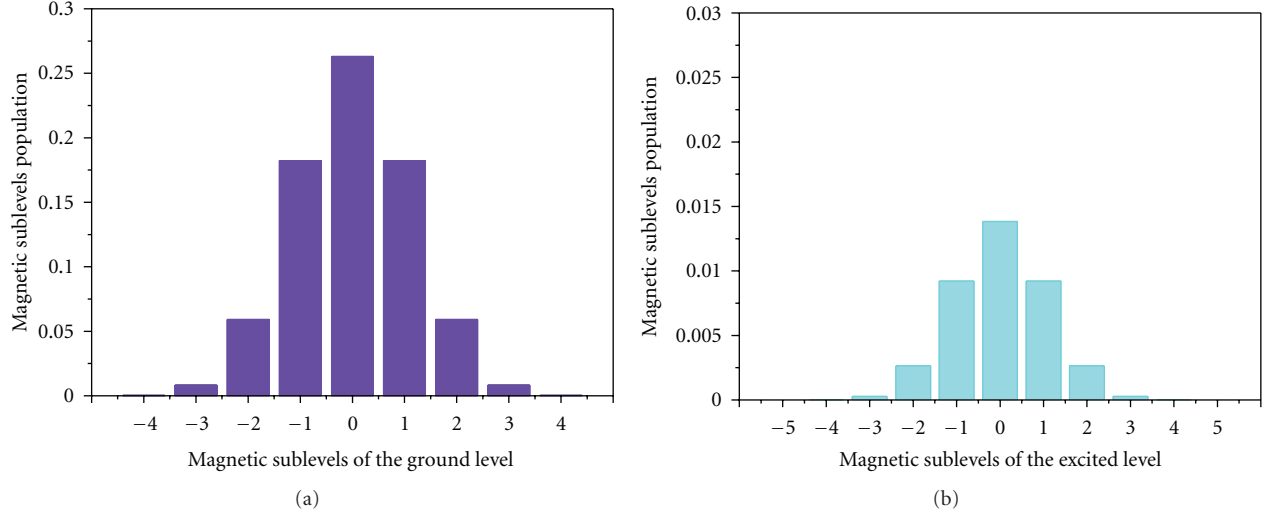 Magnetic sublevels population
0.3
0.25
0.2
0.15
0.1
0.05
0
−4 −3 −2 −1 0 1 2 3 4
Magnetic sublevels of the ground level
(a)
Magnetic sublevels population
0.03
0.025
0.02
0.015
0.01
0.005
0
−5 −4 −3 −2 −1 0 1 2 3 4 5
Magnetic sublevels of the excited level
(b)